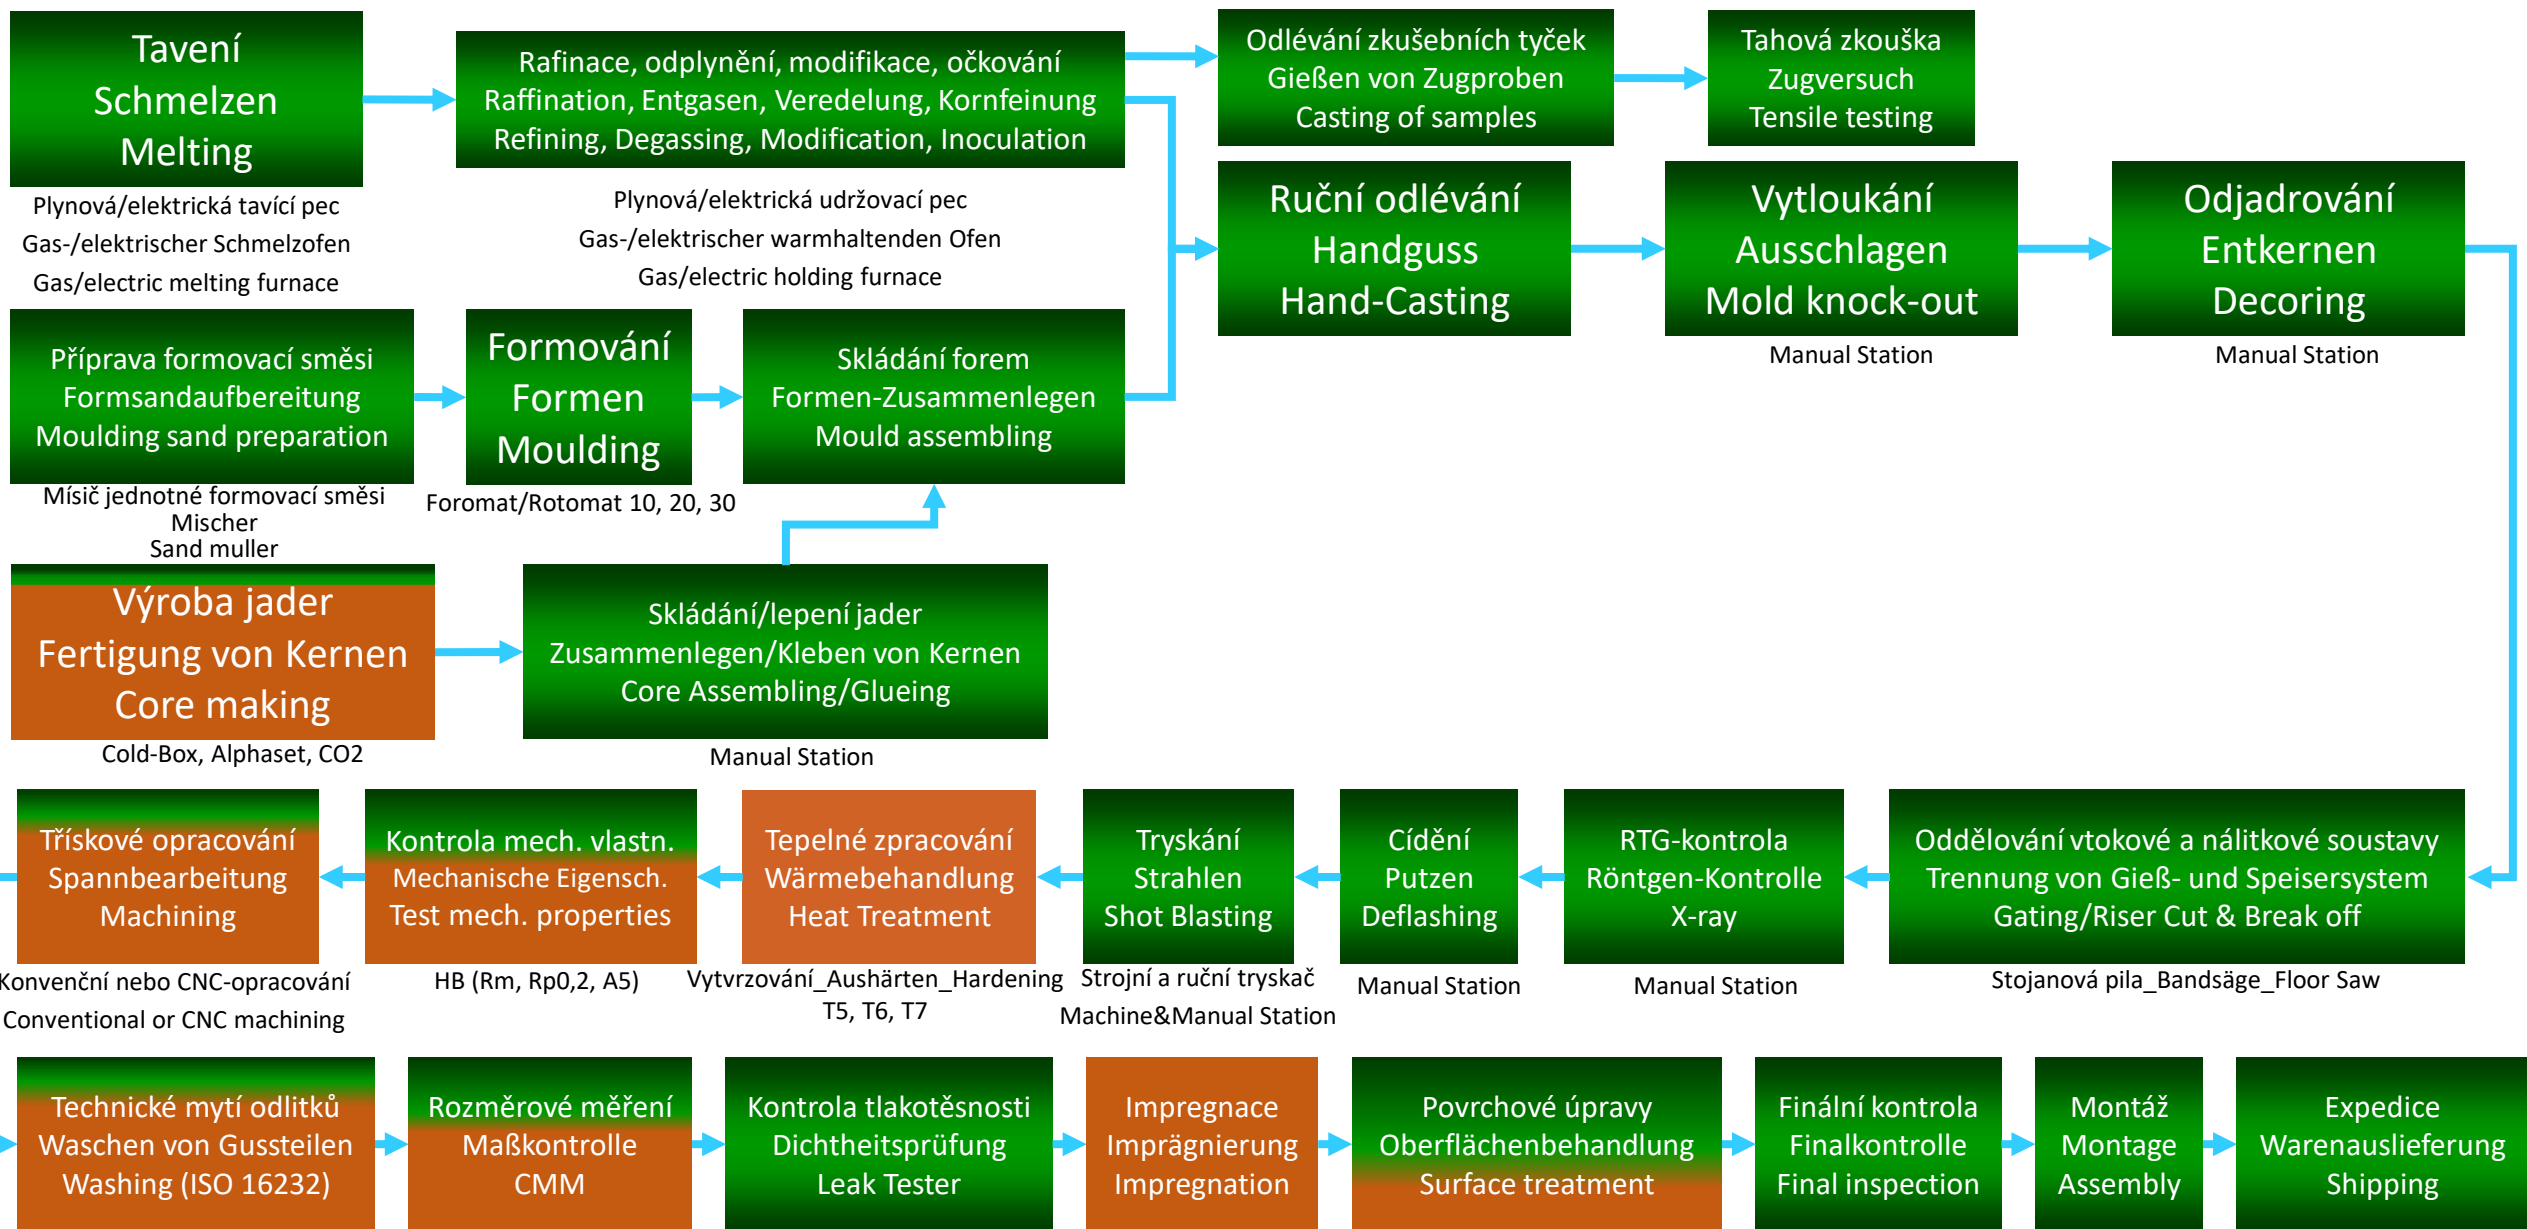 Tavení
Schmelzen
Melting
Plynová/elektrická tavící pec
Gas-/elektrischer Schmelzofen
Gas/electric melting furnace
Rafinace, odplynění, modifikace, očkování
Raffination, Entgasen, Veredelung, Kornfeinung
Refining, Degassing, Modification, Inoculation
Plynová/elektrická udržovací pec
Gas-/elektrischer warmhaltenden Ofen
Gas/electric holding furnace
Odlévání zkušebních tyček
Gießen von Zugproben
Casting of samples
Tahová zkouška
Zugversuch
Tensile testing
Ruční odlévání
Handguss
Hand-Casting
Vytloukání
Ausschlagen
Mold knock-out
Manual Station
Odjadrování
Entkernen
Decoring
Manual Station
Příprava formovací směsi
Formsandaufbereitung
Moulding sand preparation
Mísič jednotné formovací směsi
Mischer
Sand muller
Formování
Formen
Moulding
Foromat/Rotomat 10, 20, 30
Skládání forem
Formen-Zusammenlegen
Mould assembling
Výroba jader
Fertigung von Kernen
Core making
Cold-Box, Alphaset, CO2
Skládání/lepení jader
Zusammenlegen/Kleben von Kernen
Core Assembling/Glueing
Manual Station
Třískové opracování
Spannbearbeitung
Machining
Konvenční nebo CNC-opracování
Conventional or CNC machining
Kontrola mech. vlastn.
Mechanische Eigensch.
Test mech. properties
HB (Rm, Rp0,2, A5)
Tepelné zpracování
Wärmebehandlung
Heat Treatment
Vytvrzování_Aushärten_Hardening
T5, T6, T7
Tryskání
Strahlen
Shot Blasting
Strojní a ruční tryskač
Machine&Manual Station
Cídění
Putzen
Deflashing
Manual Station
RTG-kontrola
Röntgen-Kontrolle
X-ray
Manual Station
Oddělování vtokové a nálitkové soustavy
Trennung von Gieß- und Speisersystem
Gating/Riser Cut & Break off
Stojanová pila_Bandsäge_Floor Saw
Technické mytí odlitků
Waschen von Gussteilen
Washing (ISO 16232)
Rozměrové měření
Maßkontrolle
CMM
Kontrola tlakotěsnosti
Dichtheitsprüfung
Leak Tester
Impregnace
Imprägnierung
Impregnation
Povrchové úpravy
Oberflächenbehandlung
Surface treatment
Finální kontrola
Finalkontrolle
Final inspection
Montáž
Montage
Assembly
Expedice
Warenauslieferung
Shipping